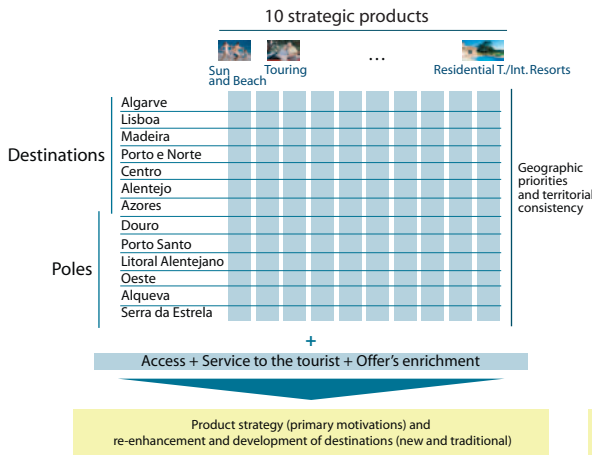 10 strategic products
Sun
and Beach
Touring
...
Residential T./Int. Resorts
Destinations
Algarve
Lisboa
Madeira
Porto e Norte
Centro
Alentejo
Azores
Poles
Douro
Porto Santo
Litoral Alentejano
Oeste
Alqueva
Serra da Estrela
Geographic
priorities
and territorial
consistency
+
Access + Service to the tourist + Offer's enrichment
Product strategy (primary motivations) and
re-enhancement and development of destinations (new and traditional)